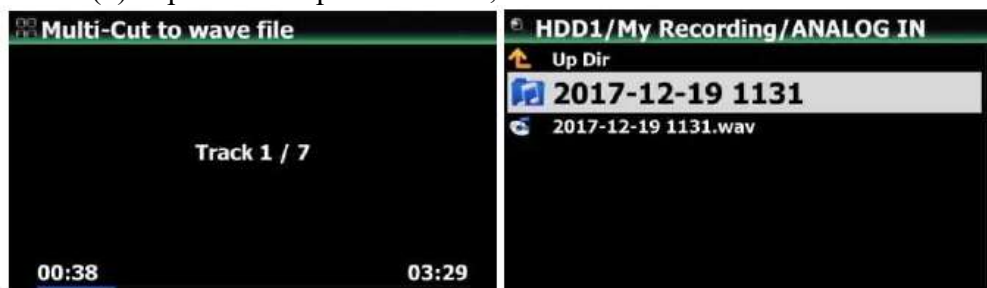 Multi-Cut to wave file
Track 1 / 7
00:38
03:29
HDD1/My Recording/ANALOG IN
Up Dir
2017-12-19 1131
2017-12-19 1131.wav